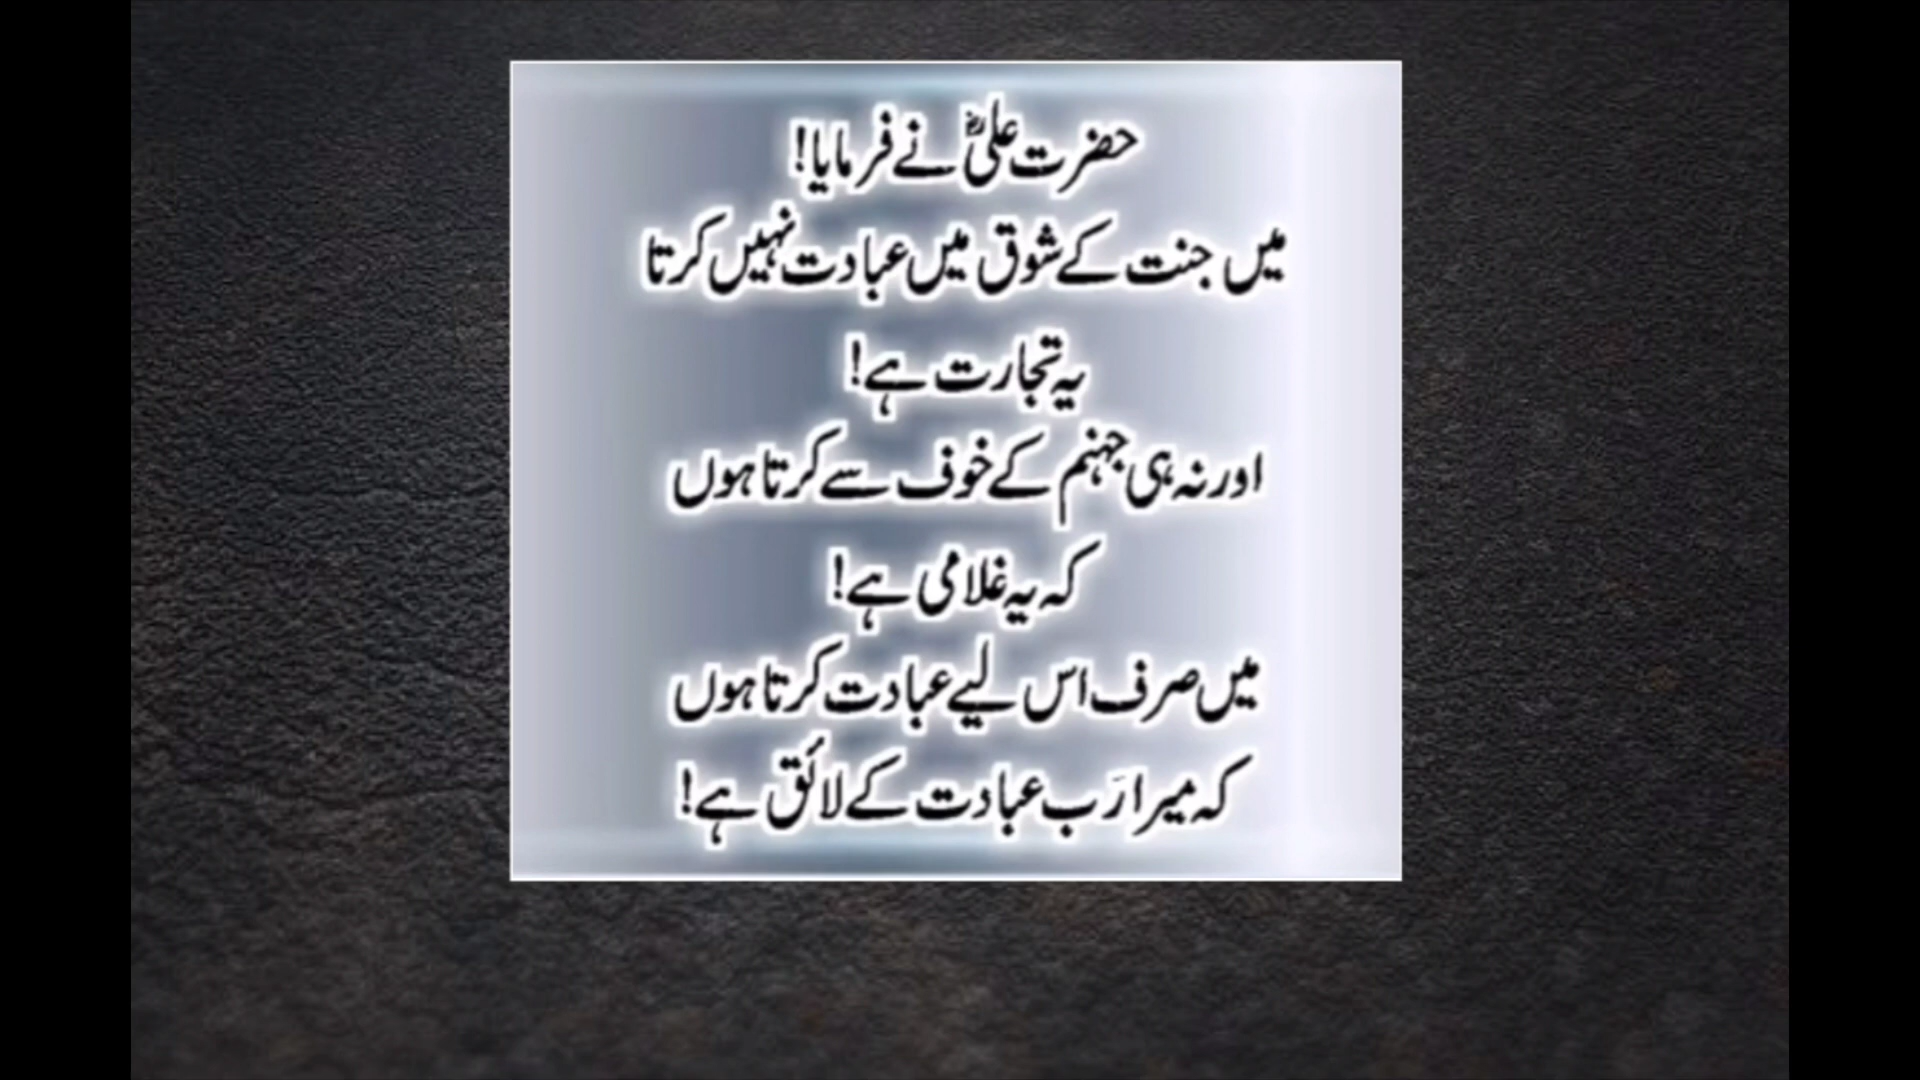 حضرت علیؓ نے فرمایا!
میں جنت کے شوق میں عبادت نہیں کرتا
یہ تجارت ہے!
اور نہ ہی جہنم کے خوف سے کرتا ہوں
کہ یہ غلامی ہے!
میں صرف اس لیے عبادت کرتا ہوں
کہ میرا رَب عبادت کے لائق ہے!